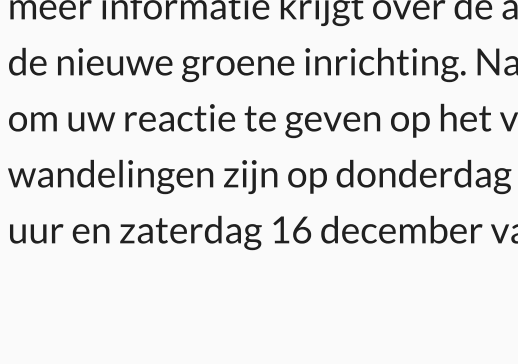 meer informatie krijgt over de a
de nieuwe groene inrichting. Na
om uw reactie te geven op het v
wandelingen zijn op donderdag
uur en zaterdag 16 december va